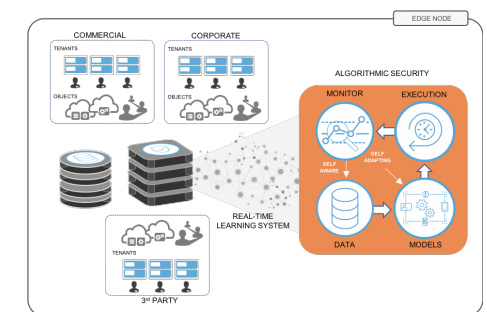 EDGE NODE
COMMERCIAL
CORPORATE
TENANTS
TENANTS
OBJECTS
OBJECTS
ALGORITHMIC SECURITY
MONITOR
EXECUTION
SELF
AWARE
SELF
ADAPTING
DATA
MODELS
REAL-TIME
LEARNING SYSTEM
TENANTS
3rd PARTY